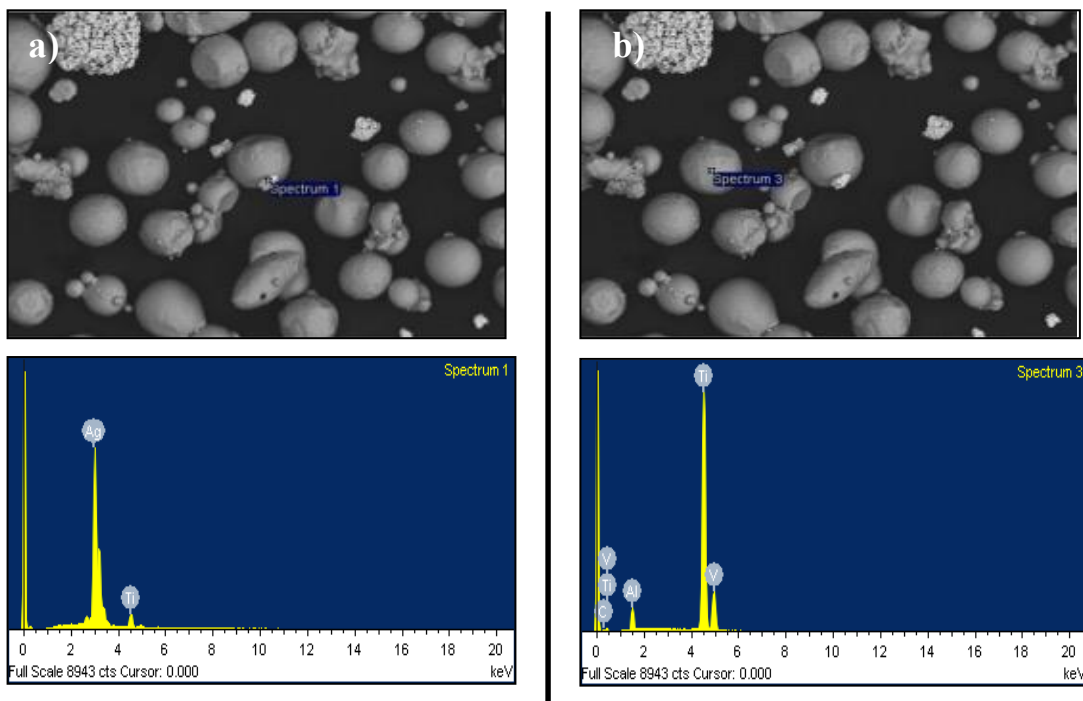 a)
Spectrum 1
b)
Spectrum 3
Spectrum 1
Ag
Ti
0 2 4 6 8 10 12 14 16 18 20
Full Scale 8943 cts Cursor: 0.000 keV
Spectrum 3
Ti
V
V
Ti
Al
C
0 2 4 6 8 10 12 14 16 18 20
Full Scale 8943 cts Cursor: 0.000 keV